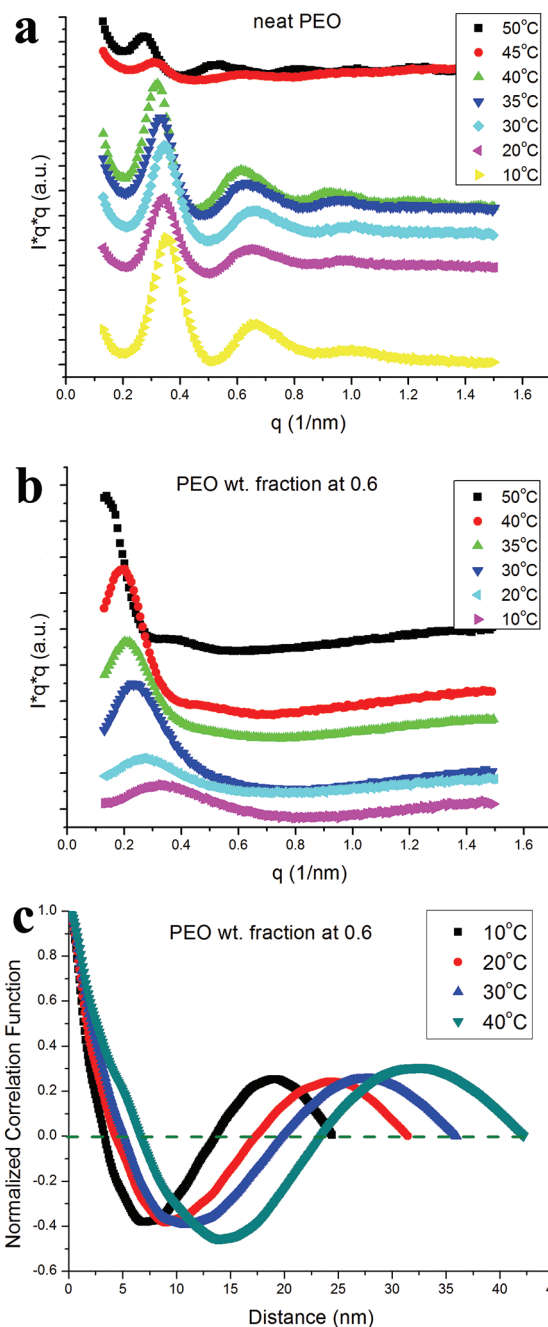 a
neat PEO
50°C
45°C
40°C
35°C
30°C
20°C
10°C
I*q*q (a.u.)
0.0 0.2 0.4 0.6 0.8 1.0 1.2 1.4 1.6
q (1/nm)
b
PEO wt. fraction at 0.6
50°C
40°C
35°C
30°C
20°C
10°C
I*q*q (a.u.)
0.0 0.2 0.4 0.6 0.8 1.0 1.2 1.4 1.6
q (1/nm)
c
PEO wt. fraction at 0.6
10°C
20°C
30°C
40°C
Normalized Correlation Function
1.0
0.8
0.6
0.4
0.2
0.0
-0.2
-0.4
-0.6
0 5 10 15 20 25 30 35 40
Distance (nm)